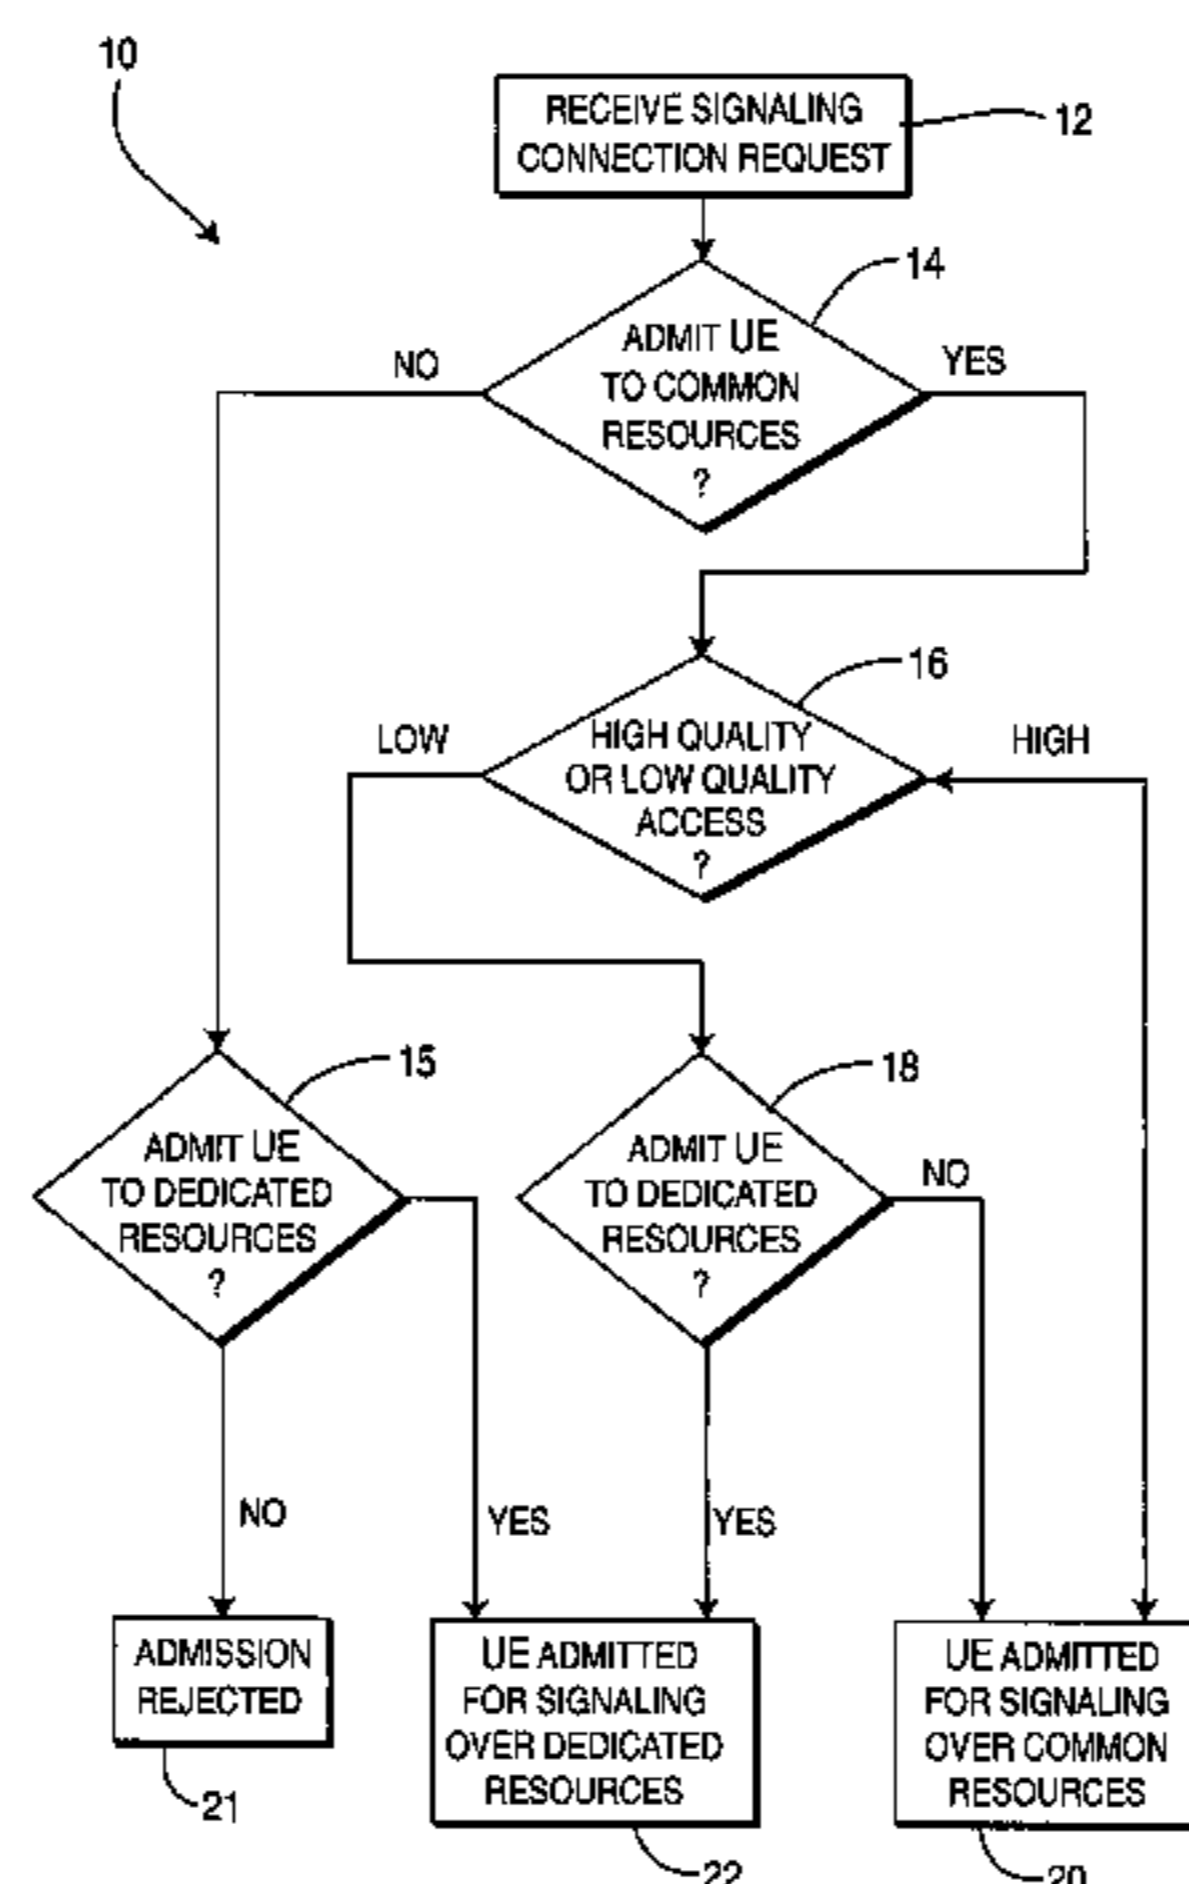 10
RECEIVE SIGNALING
CONNECTION REQUEST
12
14
ADMIT UE
TO COMMON
RESOURCES
?
NO
YES
16
HIGH QUALITY
OR LOW QUALITY
ACCESS
?
LOW
HIGH
15
ADMIT UE
TO DEDICATED
RESOURCES
?
18
ADMIT UE
TO DEDICATED
RESOURCES
?
NO
NO
YES
YES
ADMISSION
REJECTED
21
UE ADMITTED
FOR SIGNALING
OVER DEDICATED
RESOURCES
22
UE ADMITTED
FOR SIGNALING
OVER COMMON
RESOURCES
20